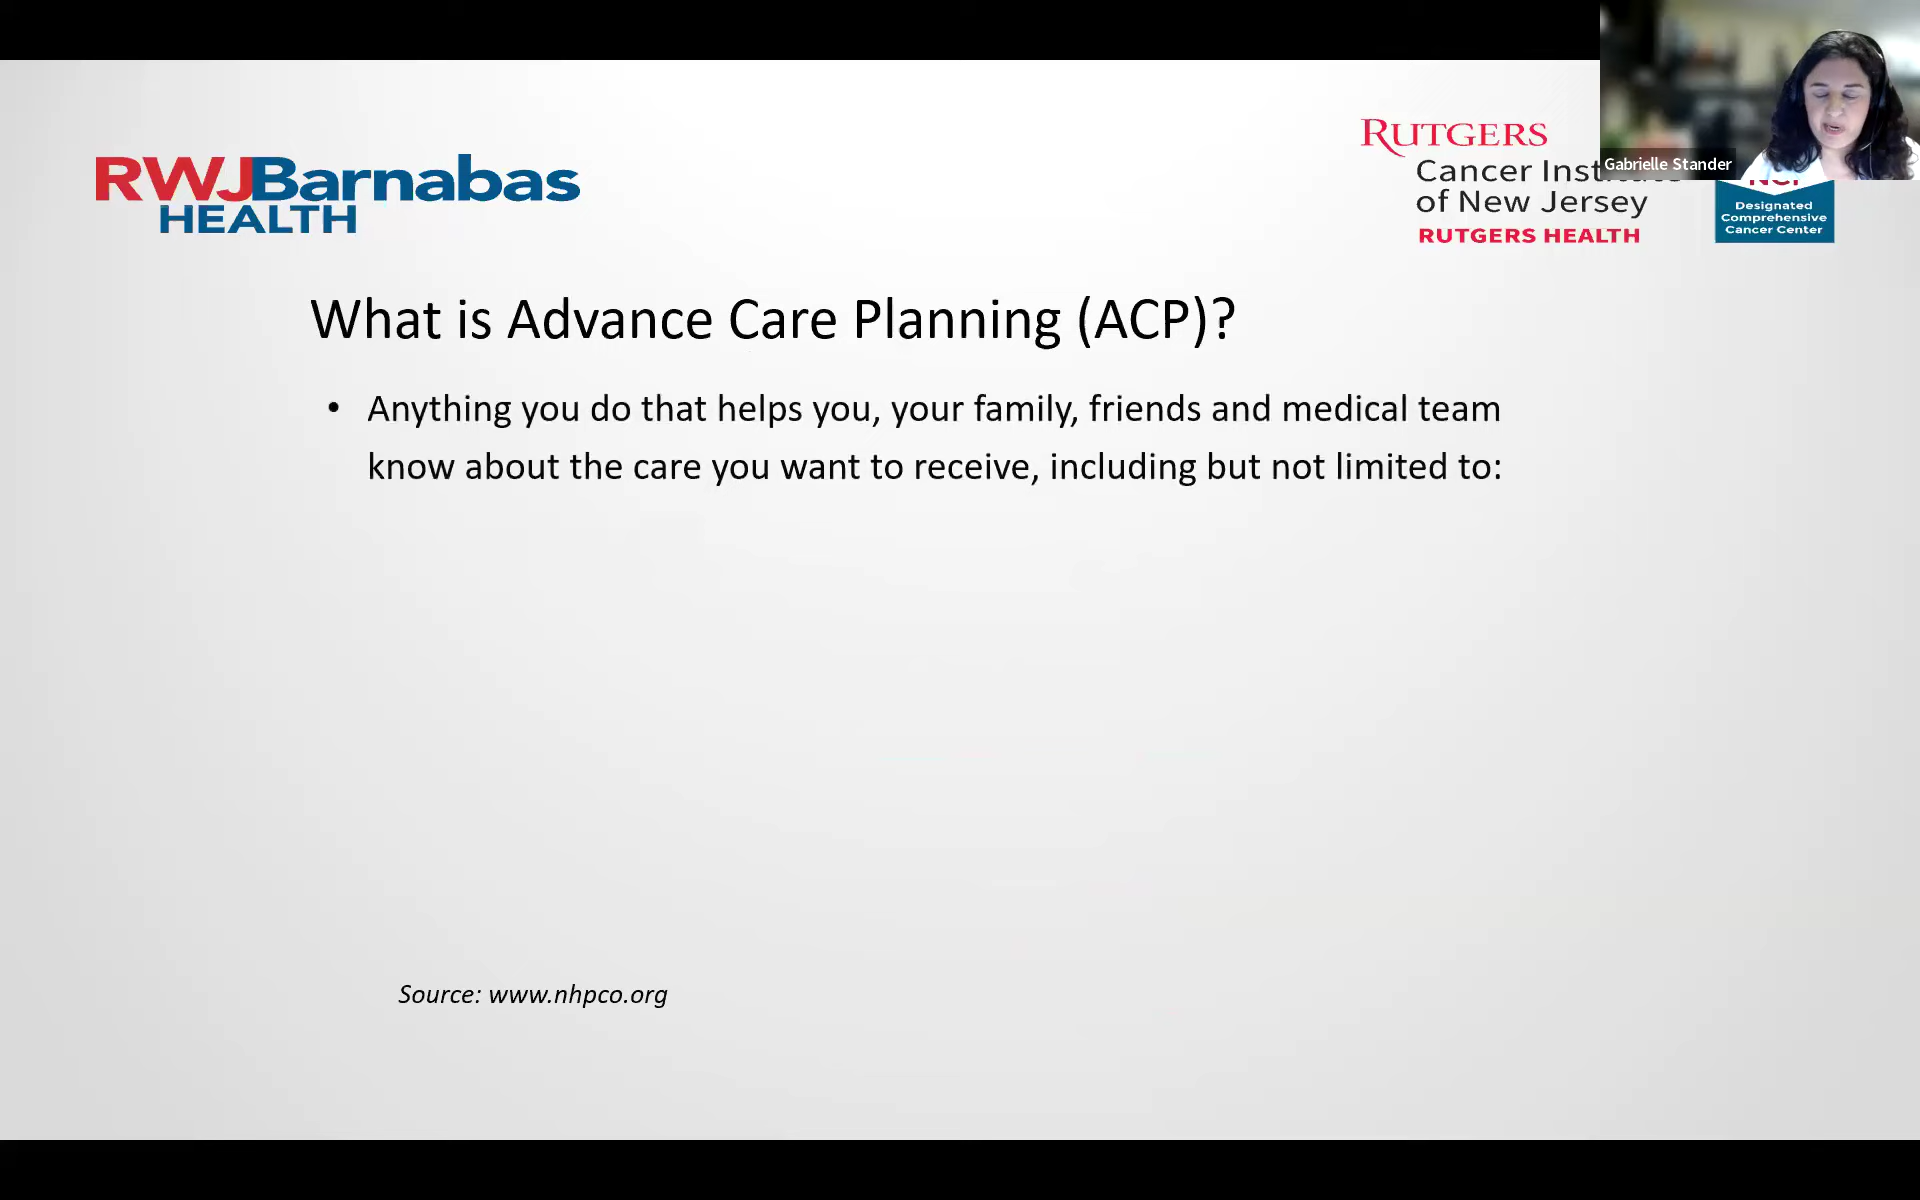 RWJBarnabas
HEALTH
RUTGERS
Cancer Institute
of New Jersey
RUTGERS HEALTH
Gabrielle Stander
NCI
Designated
Comprehensive
Cancer Center
What is Advance Care Planning (ACP)?
• Anything you do that helps you, your family, friends and medical team
know about the care you want to receive, including but not limited to:
Source: www.nhpco.org